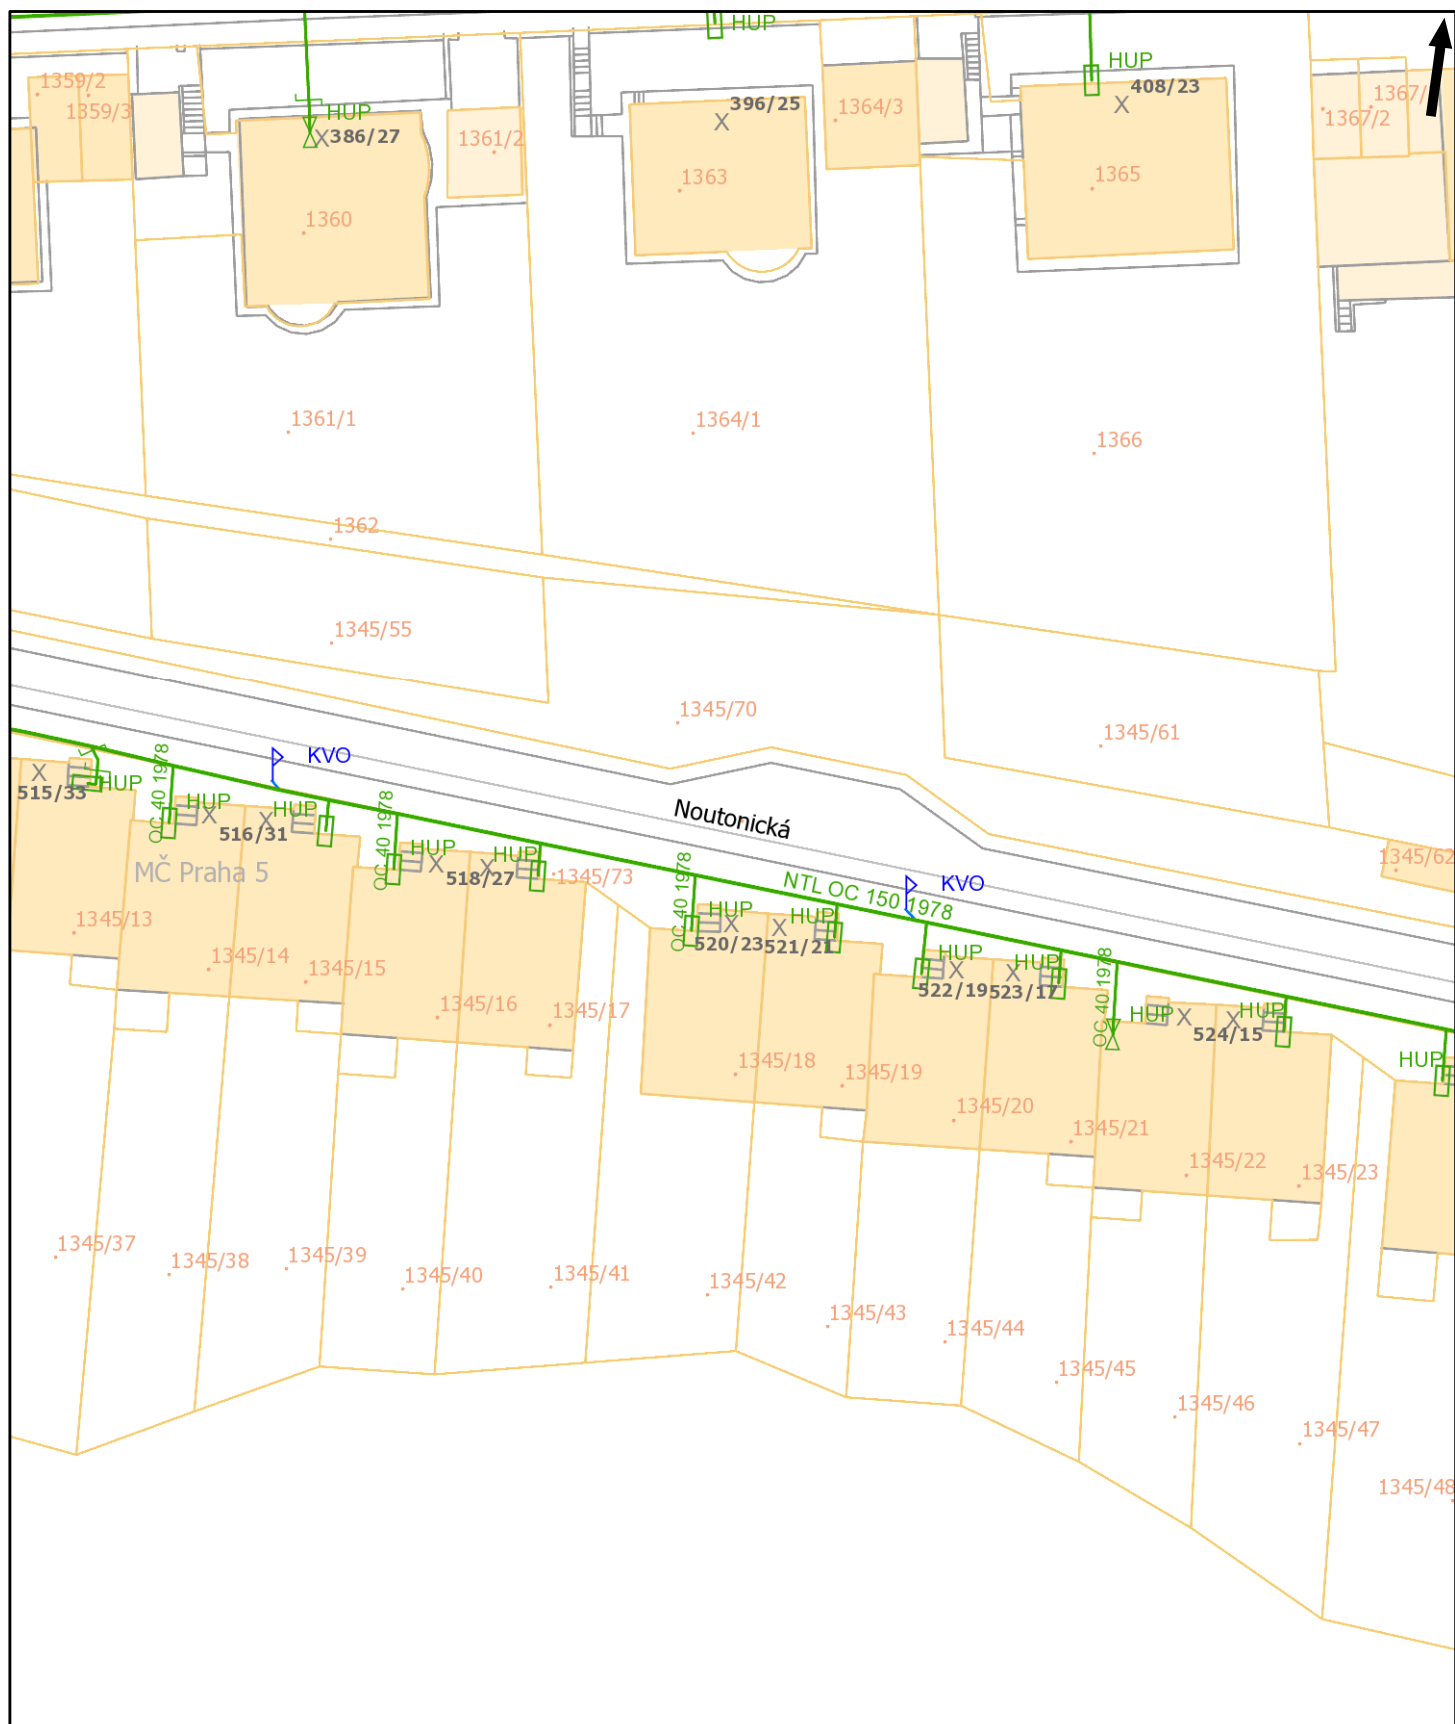 HUP
HUP
408/23
1359/2
1359/3
HUP
386/27
1361/2
396/25
1364/3
1367/
1367/2
1360
1363
1365
1361/1
1364/1
1366
1362
1345/55
1345/70
1345/61
KVO
515/33
HUP
OC 40 1978
HUP
HUP
516/31
MČ Praha 5
OC 40 1978
HUP
HUP
518/27
1345/73
Noutonická
NTL OC 150 1978
KVO
1345/62
OC 40 1978
HUP
HUP
520/23
521/21
HUP
HUP
522/19
523/17
OC 40 1978
HUP
HUP
524/15
HUP
1345/13
1345/14
1345/15
1345/16
1345/17
1345/18
1345/19
1345/20
1345/21
1345/22
1345/23
1345/37
1345/38
1345/39
1345/40
1345/41
1345/42
1345/43
1345/44
1345/45
1345/46
1345/47
1345/48